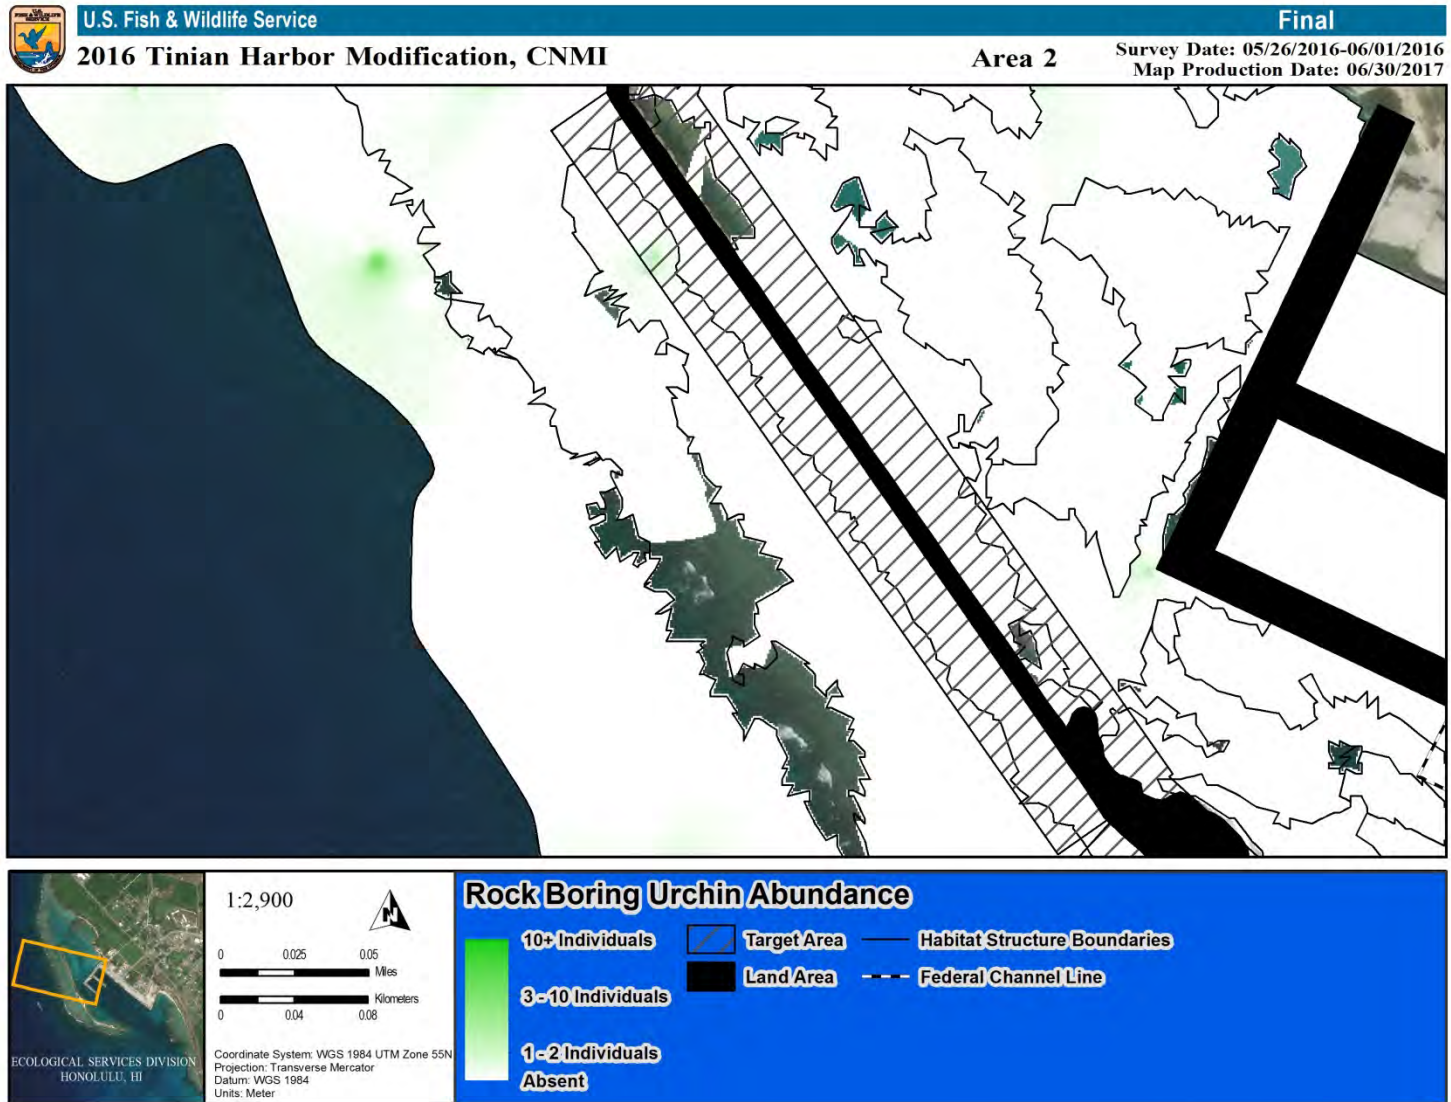 U.S.
FISH & WILDLIFE
SERVICE
U.S. Fish & Wildlife Service
Final
2016 Tinian Harbor Modification, CNMI
Area 2
Survey Date: 05/26/2016-06/01/2016
Map Production Date: 06/30/2017
ECOLOGICAL SERVICES DIVISION
HONOLULU, HI
1:2,900
N
0 0.025 0.05
Miles
Kilometers
0 0.04 0.08
Coordinate System: WGS 1984 UTM Zone 55N
Projection: Transverse Mercator
Datum: WGS 1984
Units: Meter
Rock Boring Urchin Abundance
10+ Individuals
3 - 10 Individuals
1 - 2 Individuals
Absent
Target Area
Land Area
Habitat Structure Boundaries
Federal Channel Line